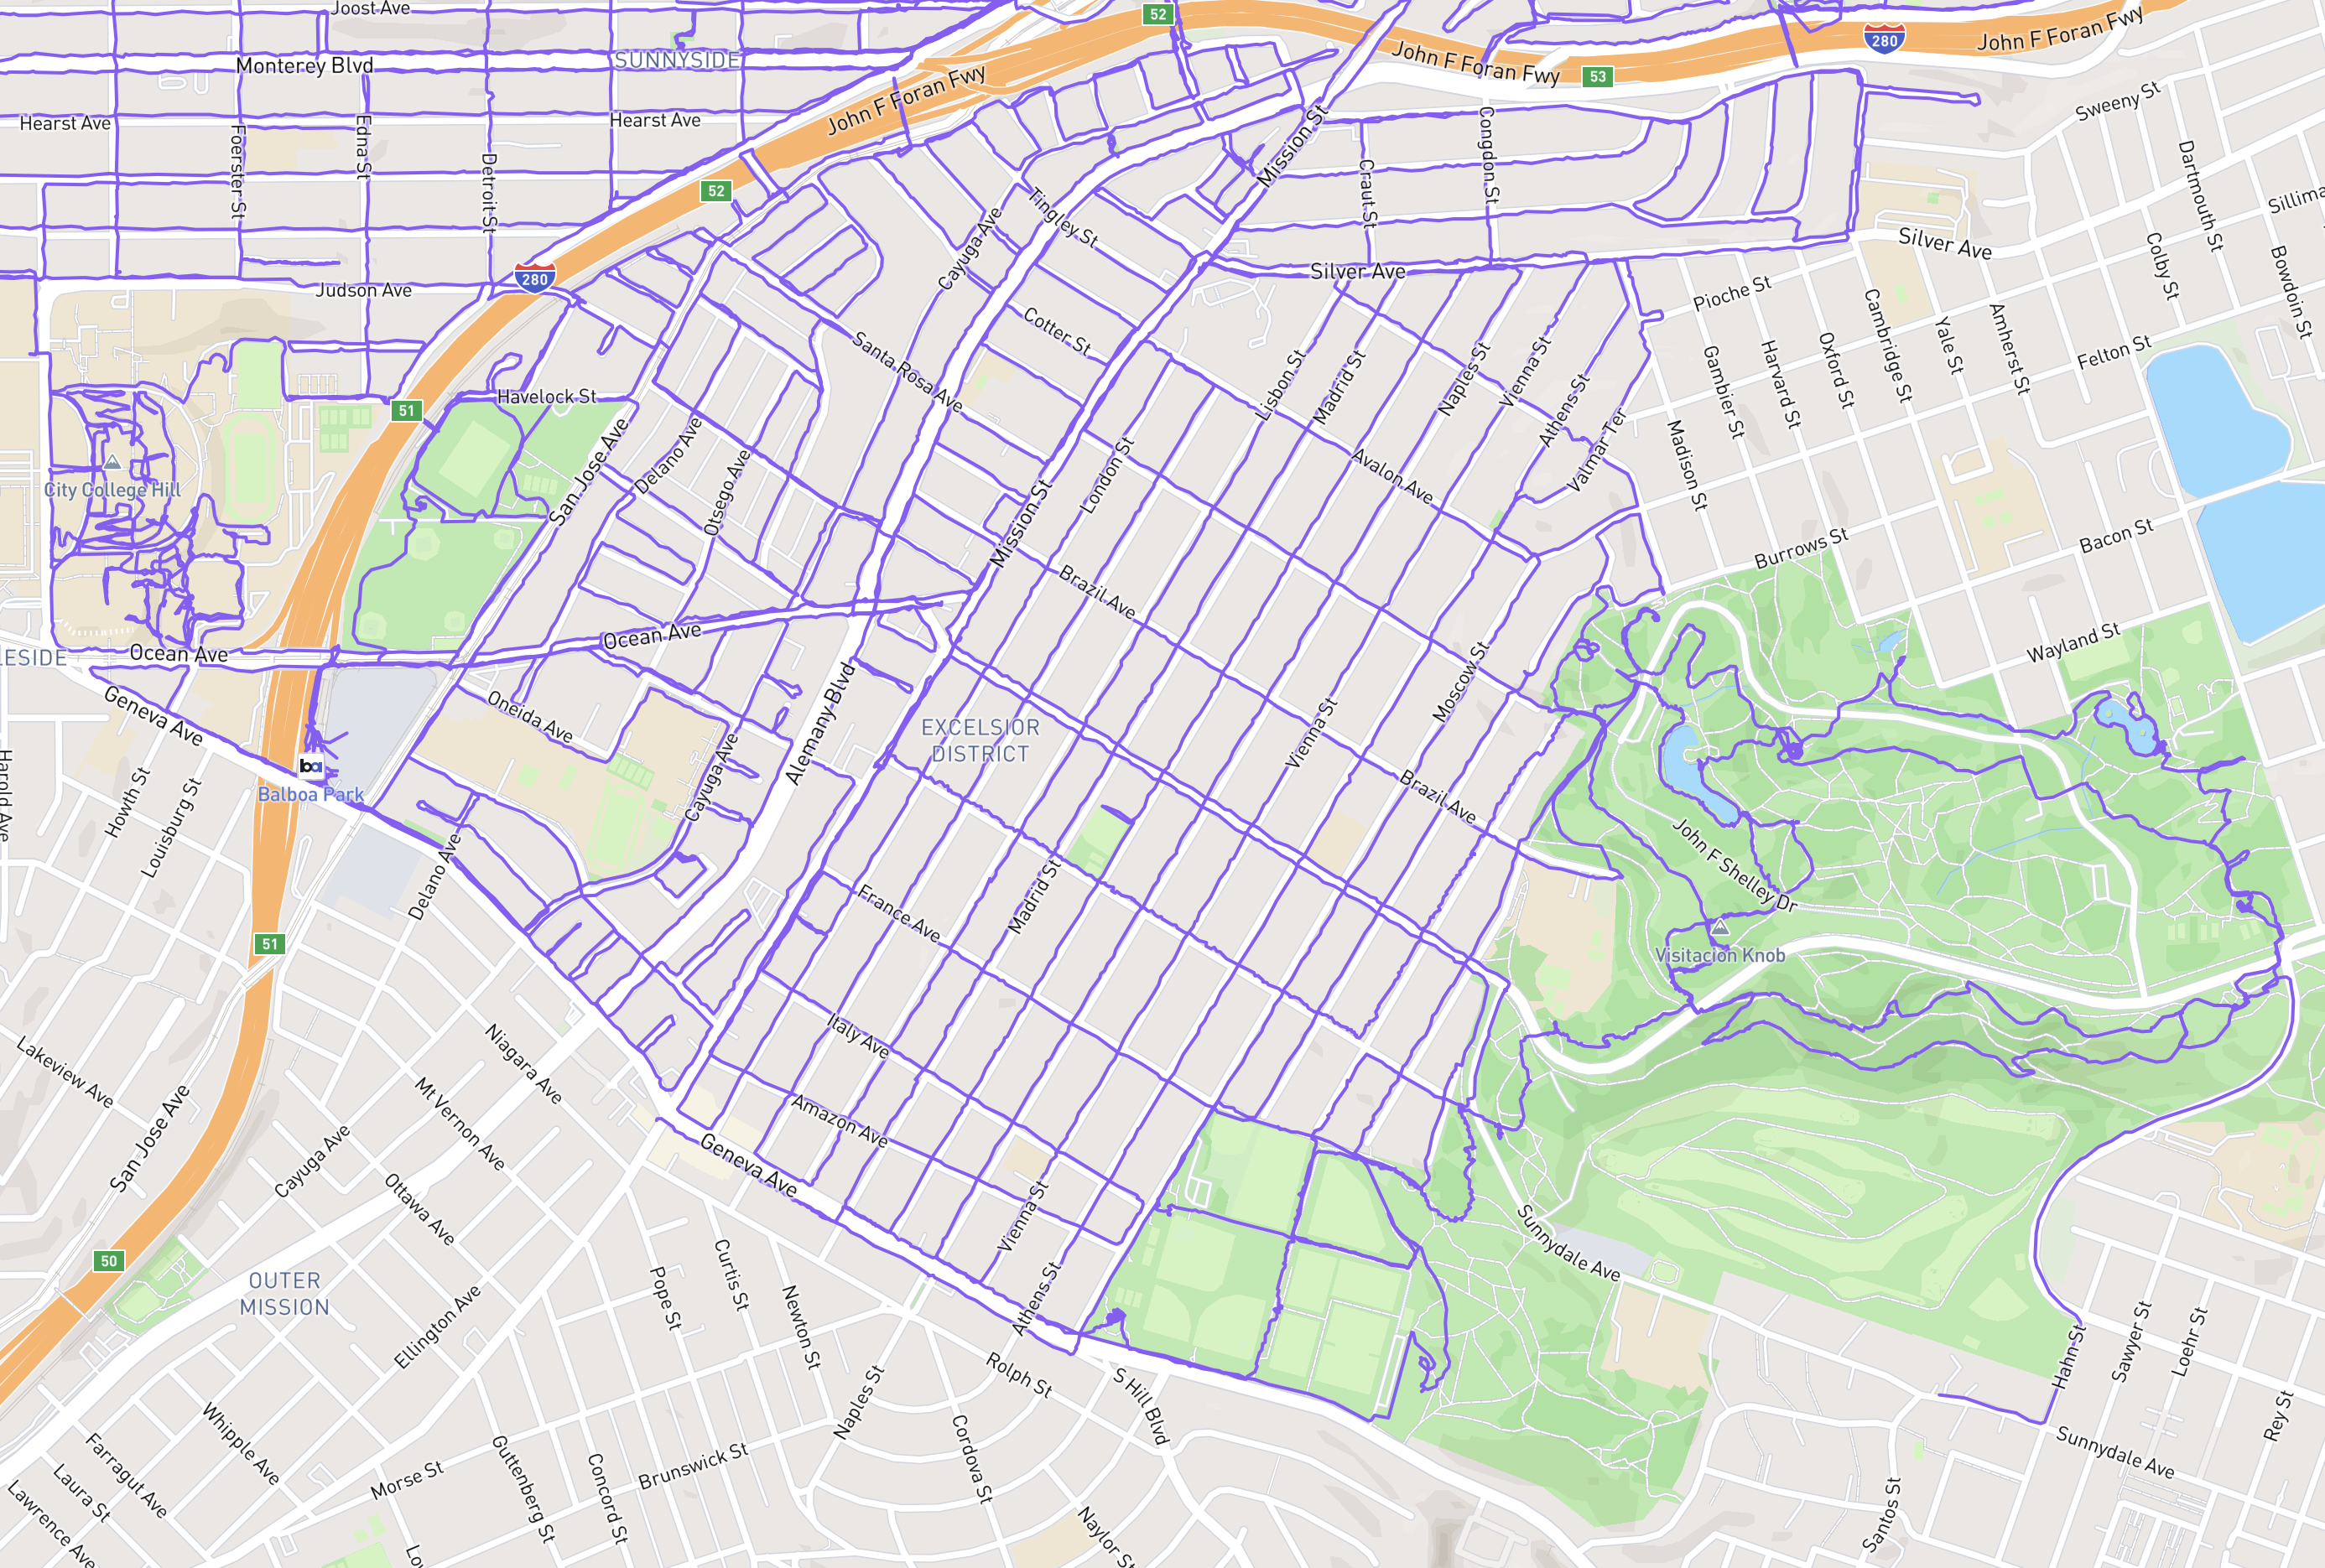 Joost Ave
52
John F Foran Fwy
280
John F Foran Fwy
SUNNYSIDE
Monterey Blvd
John F Foran Fwy
53
Sweeny St
Hearst Ave
Hearst Ave
Foerster St
Edna St
Detroit St
52
Mission St
Craut St
Congdon St
Dartmouth St
Tingley St
Cayuga Ave
Silver Ave
Colby St
Bowdoin St
Judson Ave
280
Silver Ave
Pioche St
Cotter St
Santa Rosa Ave
Lisbon St
Madrid St
Naples St
Vienna St
Athens St
Valmar Ter
Gambier St
Harvard St
Oxford St
Cambridge St
Yale St
Amherst St
Felton St
51
Havelock St
San Jose Ave
Delano Ave
Otsego Ave
London St
Avalon Ave
Madison St
City College Hill
Mission St
Burrows St
Bacon St
Brazil Ave
Ocean Ave
Ocean Ave
Wayland St
Geneva Ave
Oneida Ave
Alemany Blvd
EXCELSIOR
DISTRICT
Vienna St
Moscow St
Harold Ave
Howth St
Louisburg St
ba
Balboa Park
Cayuga Ave
Brazil Ave
John F Shelley Dr
Delano Ave
Madrid St
France Ave
51
Visitacion Knob
Italy Ave
Niagara Ave
Lakeview Ave
San Jose Ave
Mt Vernon Ave
Amazon Ave
Cayuga Ave
Geneva Ave
Ottawa Ave
Vienna St
Sunnydale Ave
50
OUTER
MISSION
Pope St
Curtis St
Newton St
Athens St
Ellington Ave
Rolph St
S Hill Blvd
Naples St
Hahn St
Sawyer St
Loehr St
Rey St
Whipple Ave
Farragut Ave
Laura St
Lawrence Ave
Morse St
Guttenberg St
Concord St
Brunswick St
Cordova St
Naylor St
Sunnydale Ave
Santos St